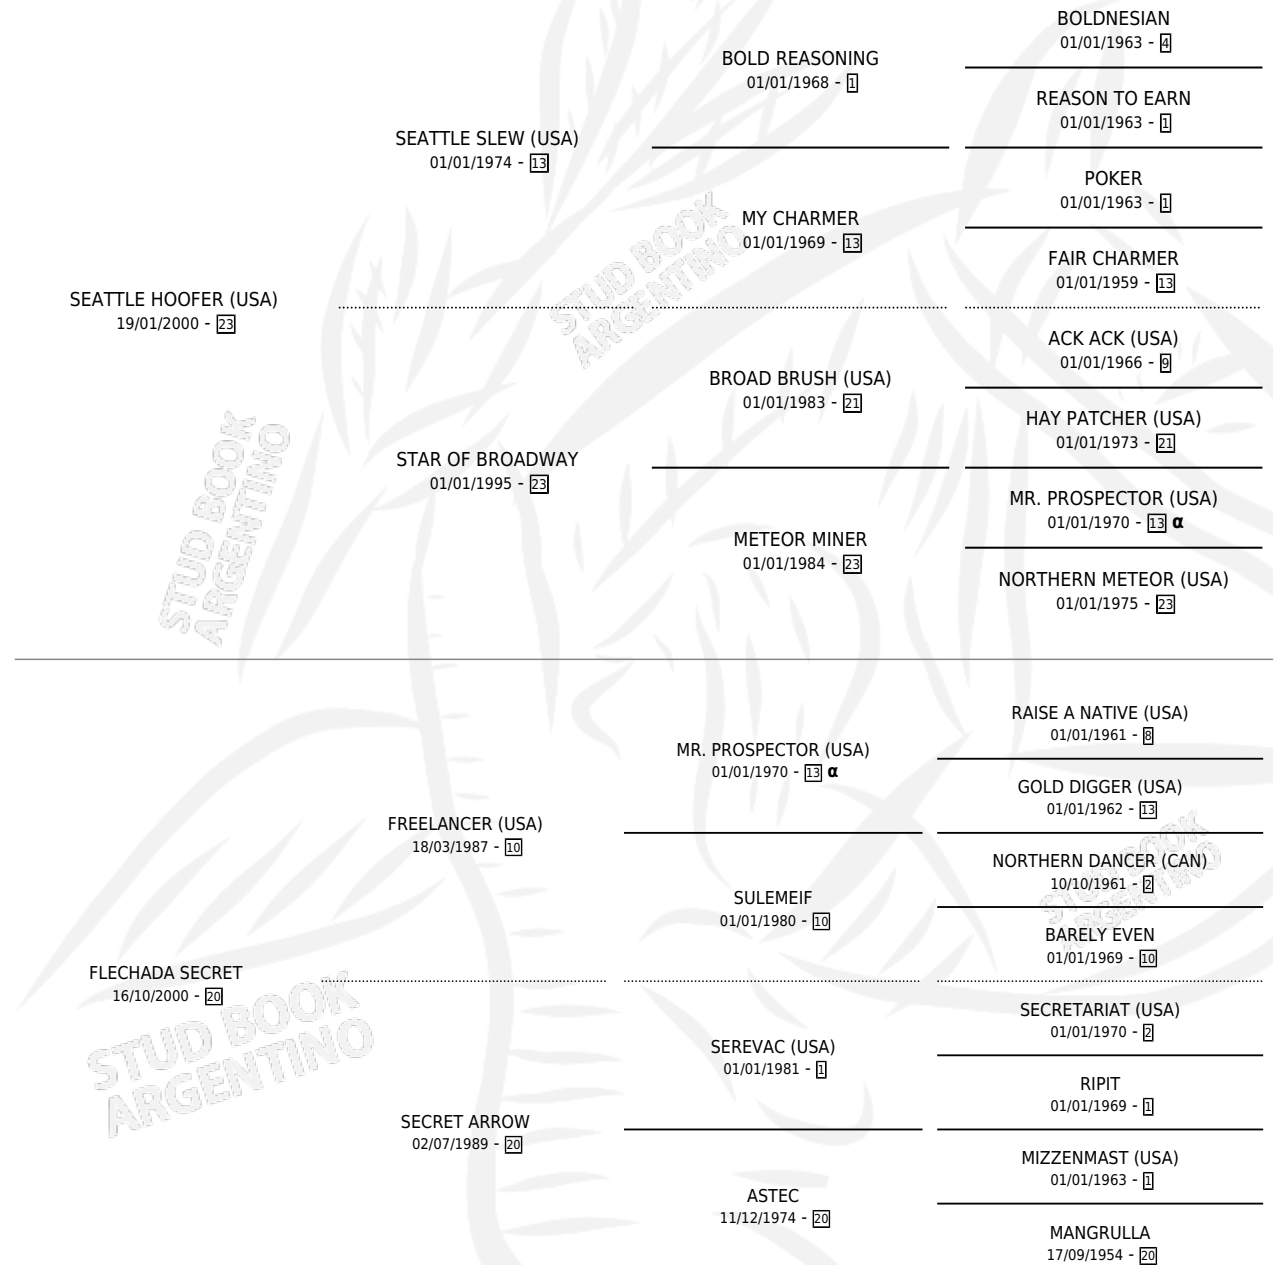 BOLDNESIAN
01/01/1963 - 4
BOLD REASONING
01/01/1968 - 1
REASON TO EARN
01/01/1963 - 1
SEATTLE SLEW (USA)
01/01/1974 - 13
POKER
01/01/1963 - 1
MY CHARMER
01/01/1969 - 13
FAIR CHARMER
01/01/1959 - 13
SEATTLE HOOFER (USA)
19/01/2000 - 23
STUD BOOK
ARGENTINO
ACK ACK (USA)
01/01/1966 - 9
BROAD BRUSH (USA)
01/01/1983 - 21
HAY PATCHER (USA)
01/01/1973 - 21
STAR OF BROADWAY
01/01/1995 - 23
MR. PROSPECTOR (USA)
01/01/1970 - 13 α
METEOR MINER
01/01/1984 - 23
NORTHERN METEOR (USA)
01/01/1975 - 23
STUD BOOK
ARGENTINO
RAISE A NATIVE (USA)
01/01/1961 - 8
MR. PROSPECTOR (USA)
01/01/1970 - 13 α
GOLD DIGGER (USA)
01/01/1962 - 13
FREELANCER (USA)
18/03/1987 - 10
NORTHERN DANCER (CAN)
10/10/1961 - 2
STUD BOOK
ARGENTINO
SULEMEIF
01/01/1980 - 10
BARELY EVEN
01/01/1969 - 10
FLECHADA SECRET
16/10/2000 - 20
STUD BOOK
ARGENTINO
SECRETARIAT (USA)
01/01/1970 - 2
SEREVAC (USA)
01/01/1981 - 1
RIPIT
01/01/1969 - 1
SECRET ARROW
02/07/1989 - 20
MIZZENMAST (USA)
01/01/1963 - 1
ASTEC
11/12/1974 - 20
MANGRULLA
17/09/1954 - 20